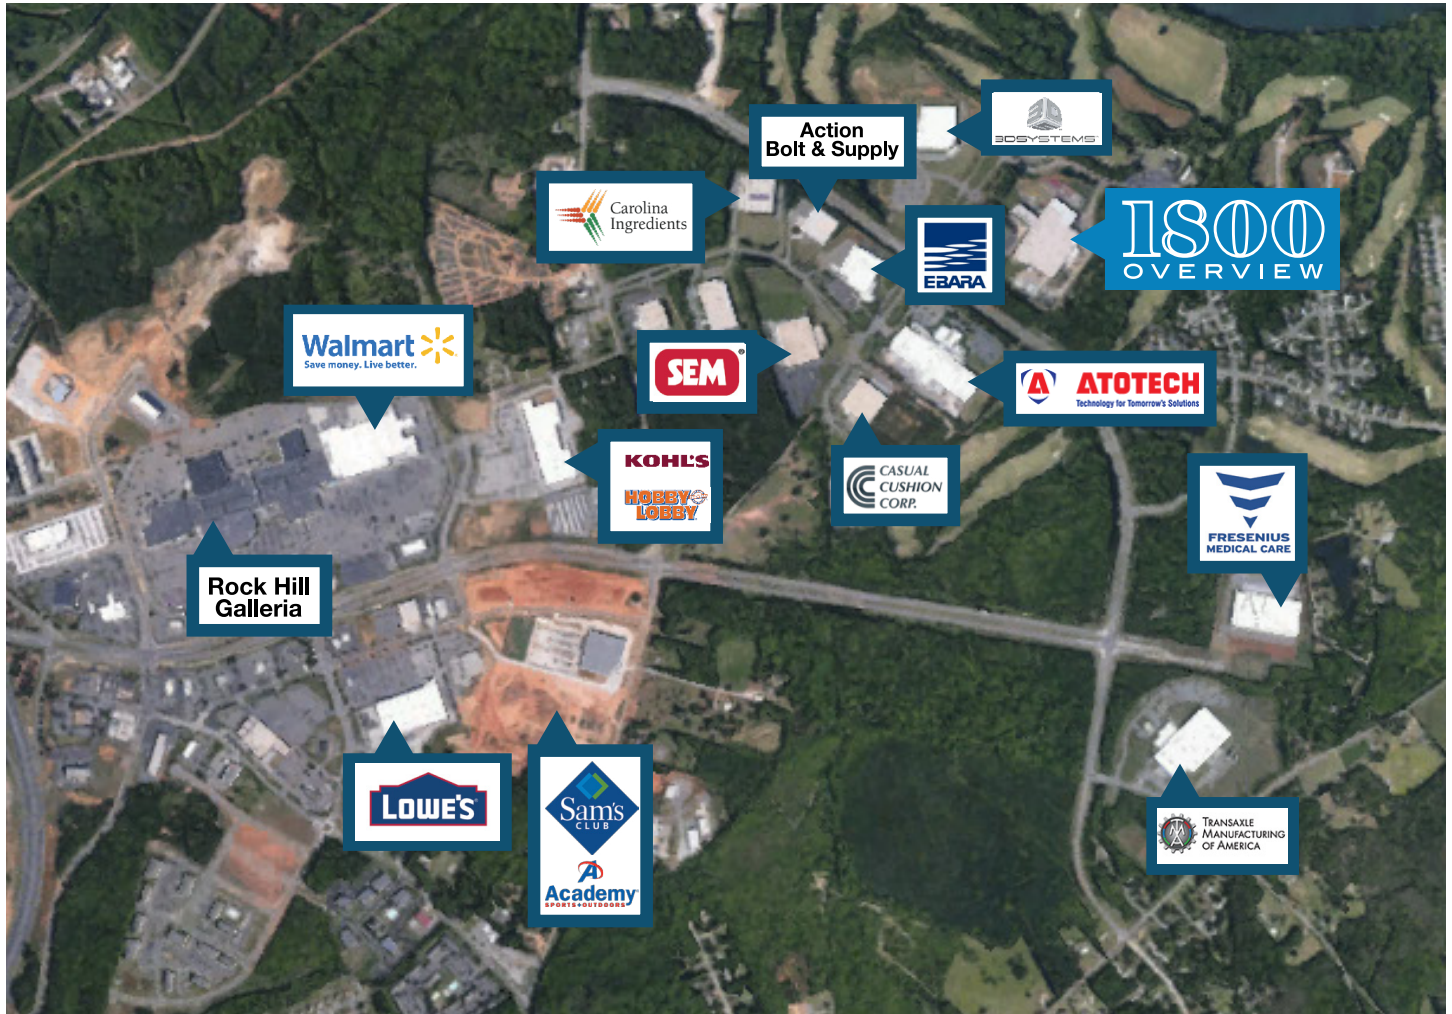 3DSYSTEMS
Action
Bolt & Supply
Carolina
Ingredients
1800
OVERVIEW
EBARA
Walmart
Save money. Live better.
SEM
A ATOTECH
Technology for Tomorrow's Solutions
KOHL'S
HOBBY
LOBBY
CASUAL
CUSHION
CORP.
FRESENIUS
MEDICAL CARE
Rock Hill
Galleria
LOWE'S
Sam's
CLUB
A
Academy
SPORTS+OUTDOORS
TRANSAXLE
MANUFACTURING
OF AMERICA